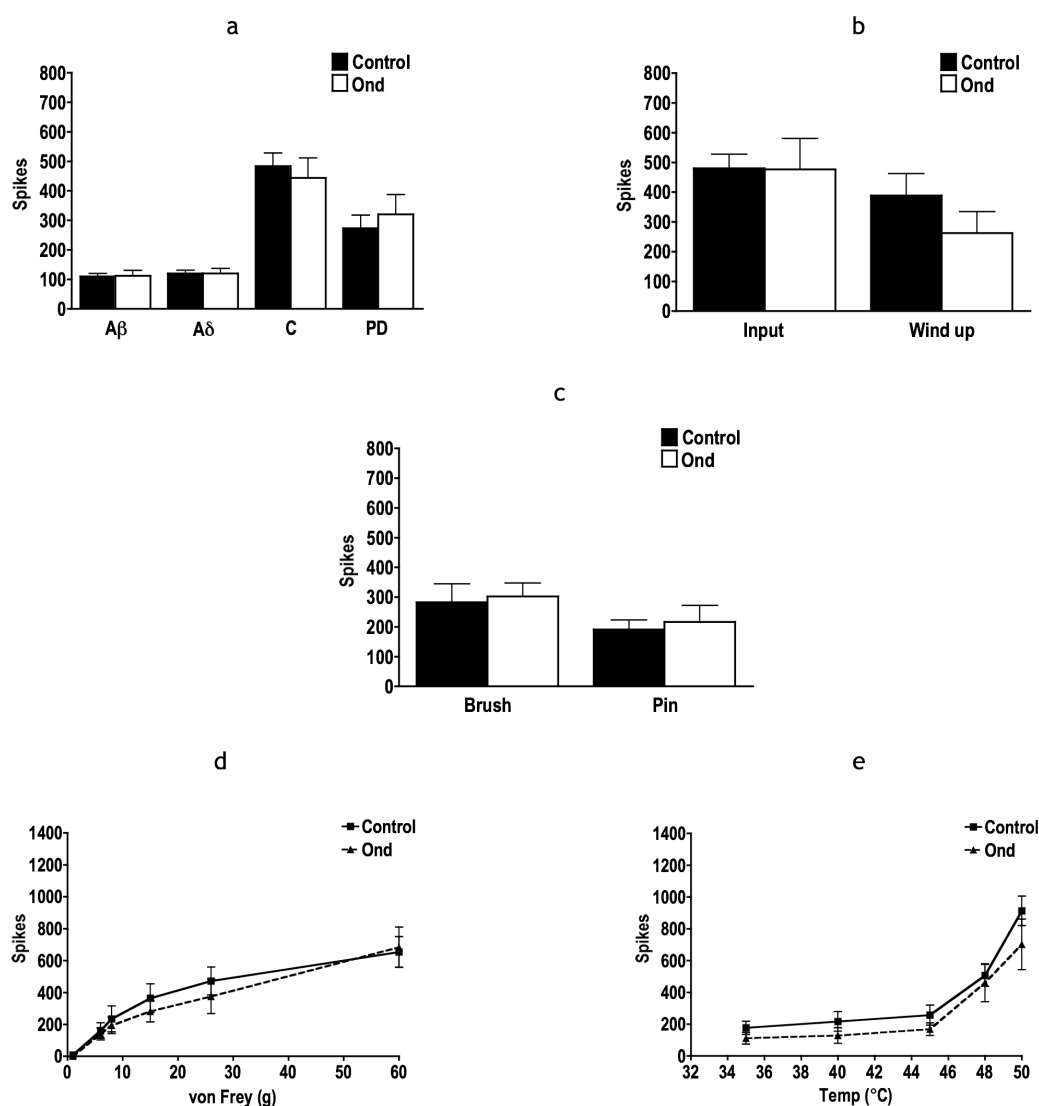 a
Control
Ond
800
700
600
500
400
300
200
100
0
Spikes
Aβ Aδ C PD
b
Control
Ond
800
700
600
500
400
300
200
100
0
Spikes
Input Wind up
c
Control
Ond
800
700
600
500
400
300
200
100
0
Spikes
Brush Pin
d
Control
Ond
1400
1200
1000
800
600
400
200
0
Spikes
0 10 20 30 40 50 60
von Frey (g)
e
Control
Ond
1400
1200
1000
800
600
400
200
0
Spikes
32 34 36 38 40 42 44 46 48 50
Temp (°C)